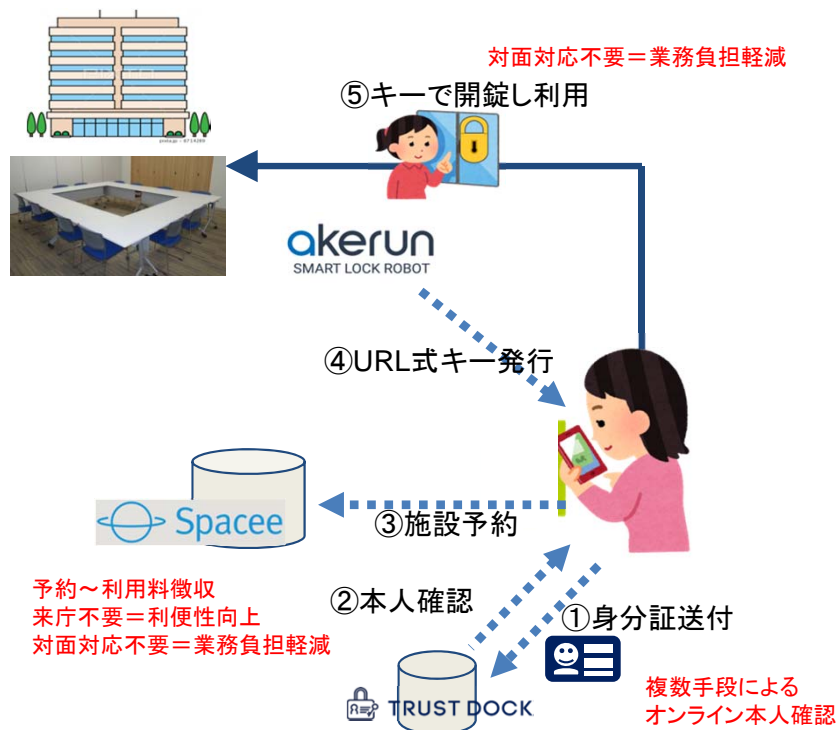 対面対応不要＝業務負担軽減
⑤キーで開錠し利用
akerun
SMART LOCK ROBOT
④URL式キー発行
Spacee
③施設予約
予約～利用料徴収
来庁不要＝利便性向上
対面対応不要＝業務負担軽減
②本人確認
①身分証送付
TRUST DOCK
複数手段による
オンライン本人確認